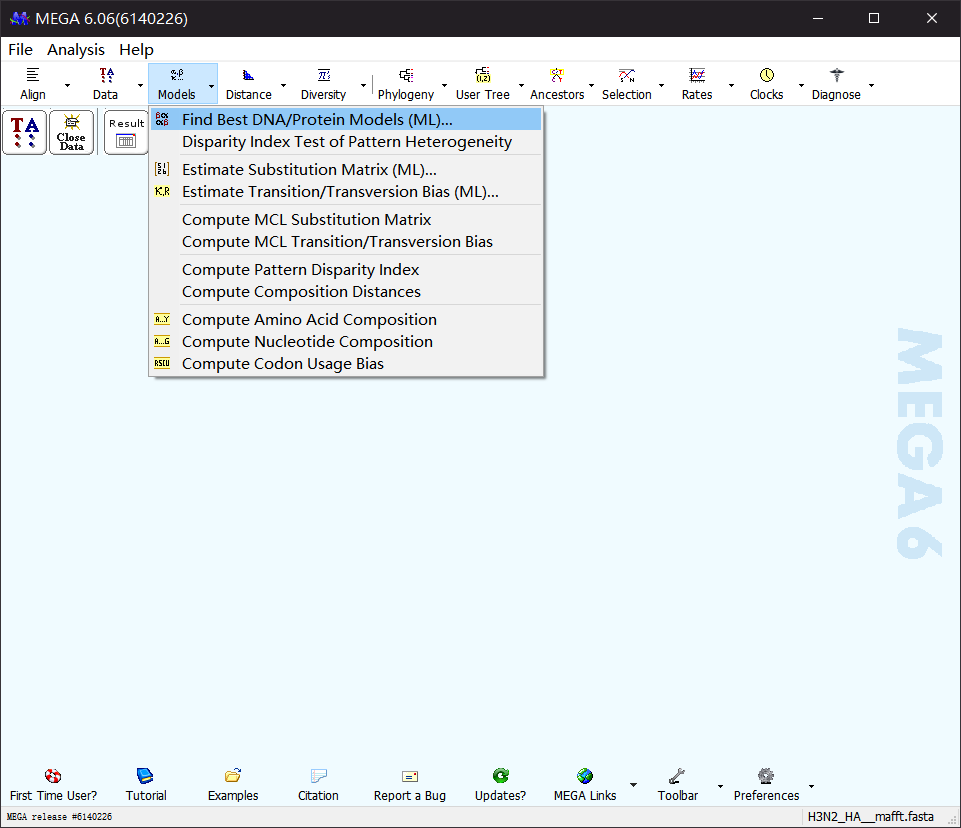 MEGA 6.06(6140226)
File Analysis Help
Align Data Models Distance Diversity Phylogeny User Tree Ancestors Selection Rates Clocks Diagnose
TA
Close
Data
Result
Find Best DNA/Protein Models (ML)...
Disparity Index Test of Pattern Heterogeneity
Estimate Substitution Matrix (ML)...
Estimate Transition/Transversion Bias (ML)...
Compute MCL Substitution Matrix
Compute MCL Transition/Transversion Bias
Compute Pattern Disparity Index
Compute Composition Distances
Compute Amino Acid Composition
Compute Nucleotide Composition
RSCU Compute Codon Usage Bias
MEGA6
First Time User? Tutorial Examples Citation Report a Bug Updates? MEGA Links Toolbar Preferences
MEGA release #6140226
H3N2_HA__mafft.fasta